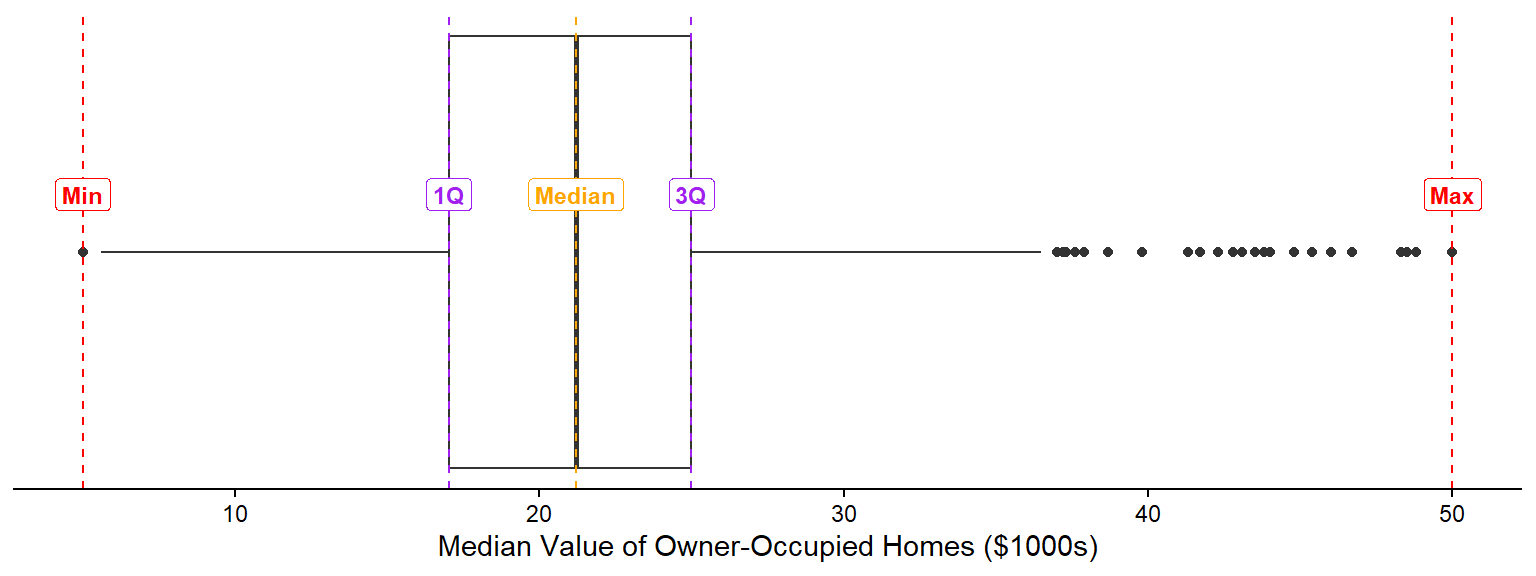 Min 1Q Median 3Q Max
10 20 30 40 50
Median Value of Owner-Occupied Homes ($1000s)